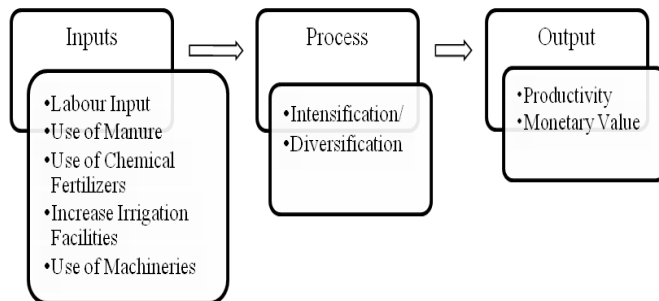 Inputs
•Labour Input
•Use of Manure
•Use of Chemical
Fertilizers
•Increase Irrigation
Facilities
•Use of Machineries
Process
•Intensification/
•Diversification
Output
•Productivity
•Monetary Value